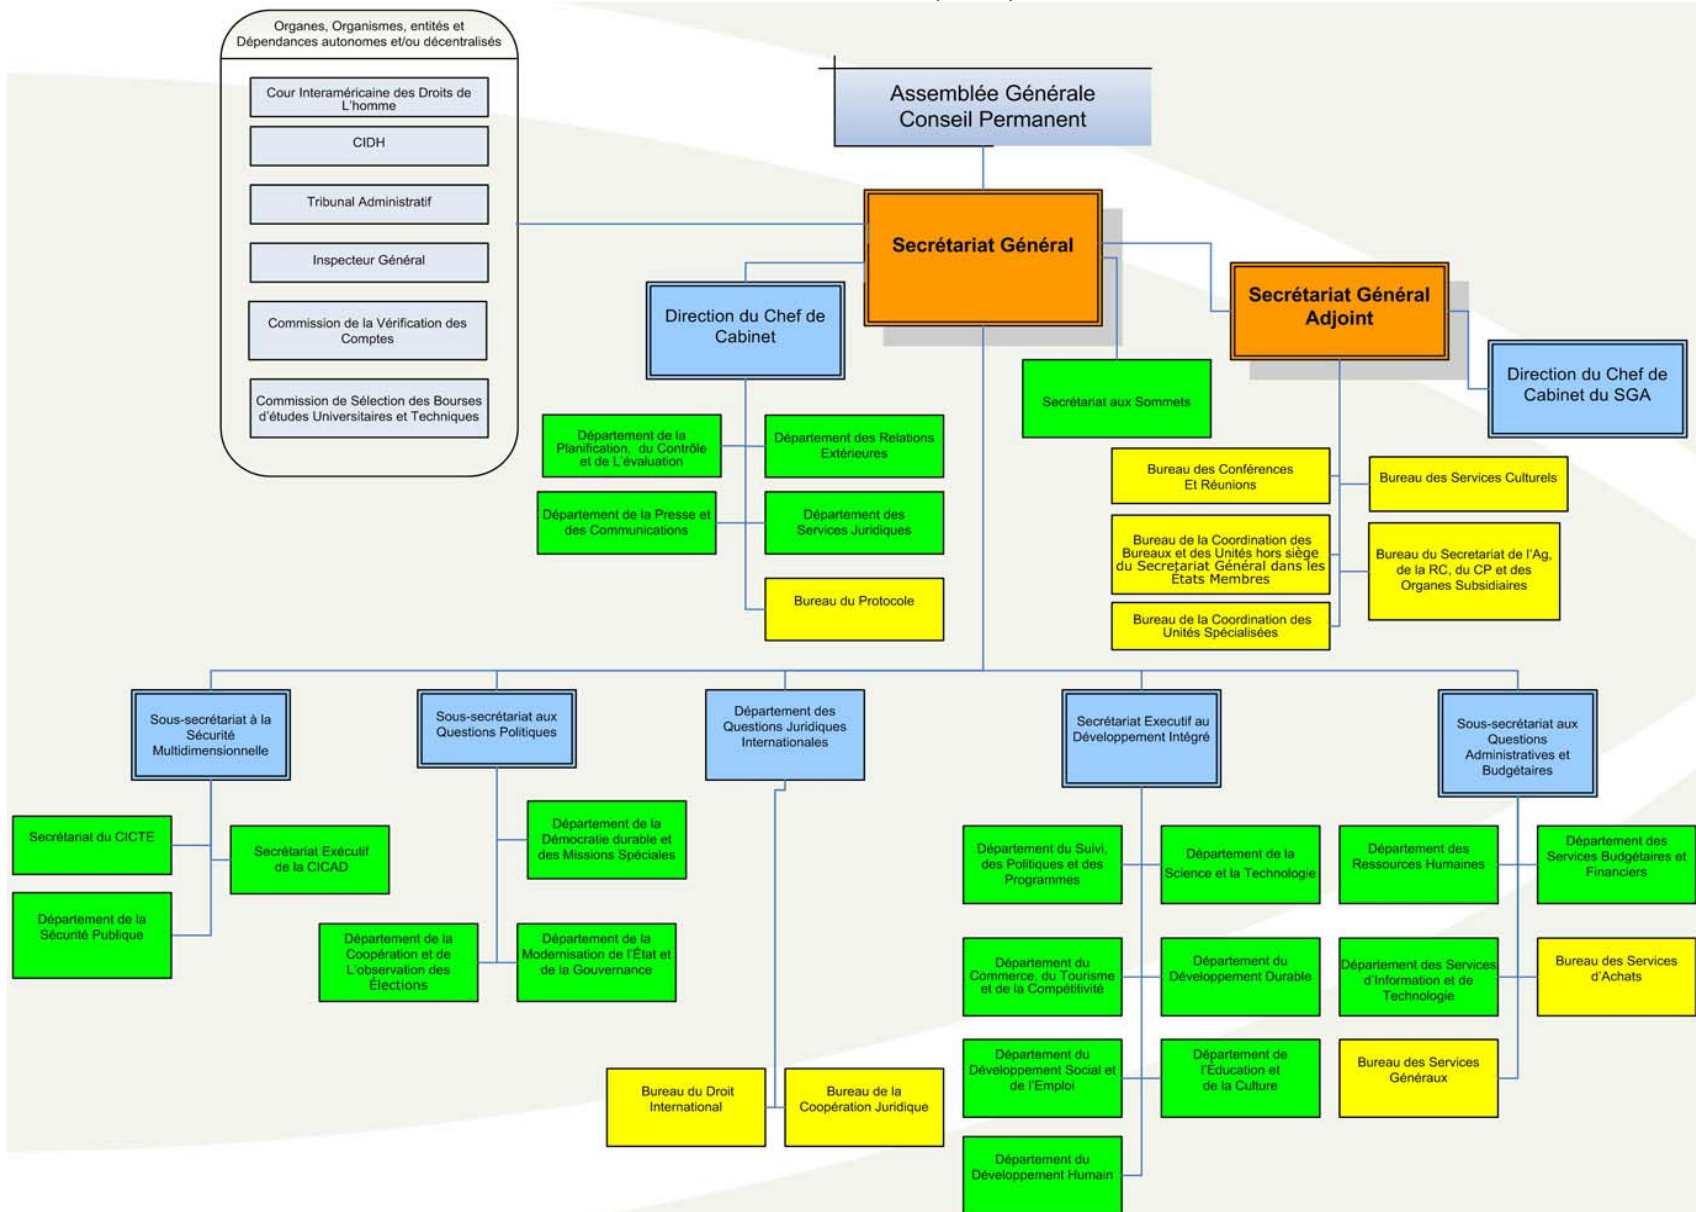 Organes, Organismes, entités et
Dépendances autonomes et/ou décentralisés
Cour Interaméricaine des Droits de
L'homme
CIDH
Tribunal Administratif
Inspecteur Général
Commission de la Vérification des
Comptes
Commission de Sélection des Bourses
d'études Universitaires et Techniques
Assemblée Générale
Conseil Permanent
Secrétariat Général
Secrétariat Général
Adjoint
Direction du Chef de
Cabinet
Direction du Chef de
Cabinet du SGA
Secrétariat aux Sommets
Département de la
Planification, du Contrôle
et de L'évaluation
Département des Relations
Extérieures
Département de la Presse et
des Communications
Département des
Services Juridiques
Bureau du Protocole
Bureau des Conférences
Et Réunions
Bureau des Services Culturels
Bureau de la Coordination des
Bureaux et des Unités hors siège
du Secretariat Général dans les
États Membres
Bureau du Secretariat de l'Ag,
de la RC, du CP et des
Organes Subsidiaires
Bureau de la Coordination des
Unités Spécialisées
Sous-secrétariat à la
Sécurité
Multidimensionnelle
Sous-secrétariat aux
Questions Politiques
Département des
Questions Juridiques
Internationales
Secrétariat Executif au
Développement Intégré
Sous-secrétariat aux
Questions
Administratives et
Budgétaires
Secrétariat du CICTE
Secrétariat Exécutif
de la CICAD
Département de la
Sécurité Publique
Département de la
Démocratie durable et
des Missions Spéciales
Département de la
Coopération et de
L'observation des
Élections
Département de la
Modernisation de l'État et
de la Gouvernance
Bureau du Droit
International
Bureau de la
Coopération Juridique
Département du Suivi,
des Politiques et des
Programmes
Département de la
Science et la Technologie
Département du
Commerce, du Tourisme
et de la Compétitivité
Département du
Développement Durable
Département du
Développement Social et
de l'Emploi
Département de
l'Éducation et
de la Culture
Département du
Développement Humain
Département des
Ressources Humaines
Département des
Services Budgétaires et
Financiers
Département des Services
d'Information et de
Technologie
Bureau des Services
d'Achats
Bureau des Services
Généraux